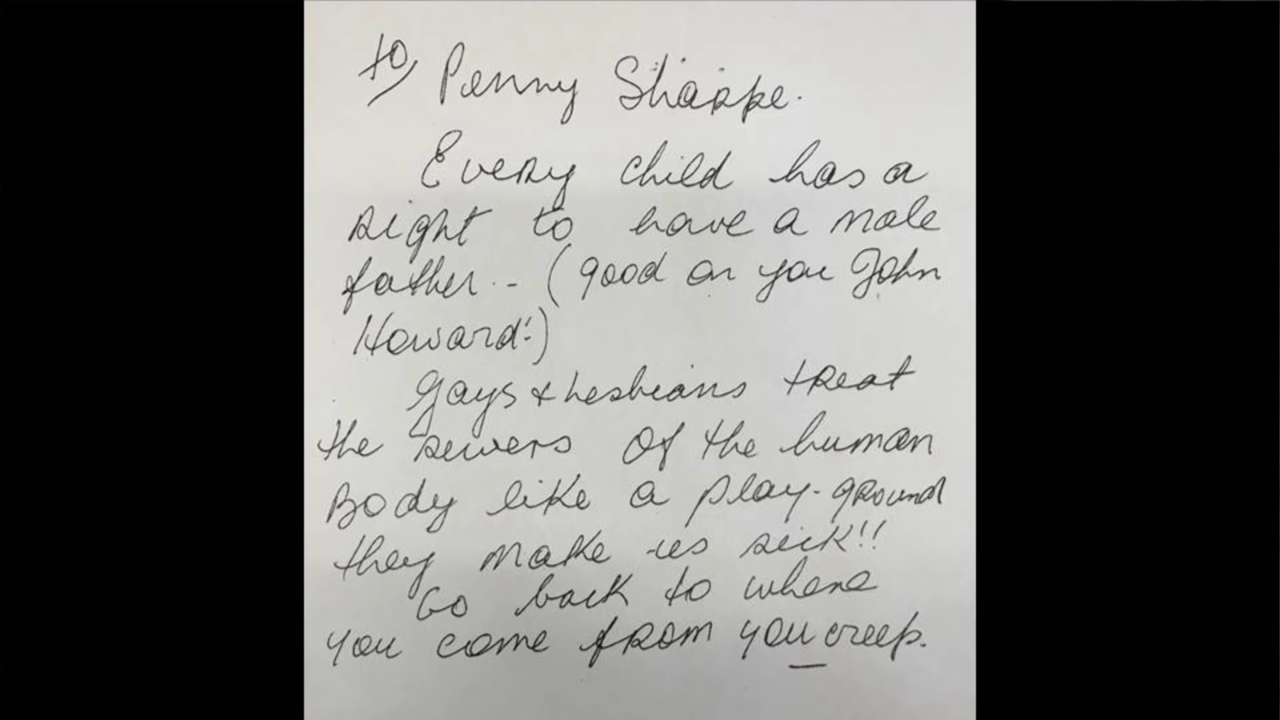 to, Penny Sharpe.
Every child has a
right to have a male
father.- (good on you John
Howard!)
Gays & Lesbians treat
the sewers of the human
Body like a play-ground
they make us sick!!
Go back to where
you come from you creep.